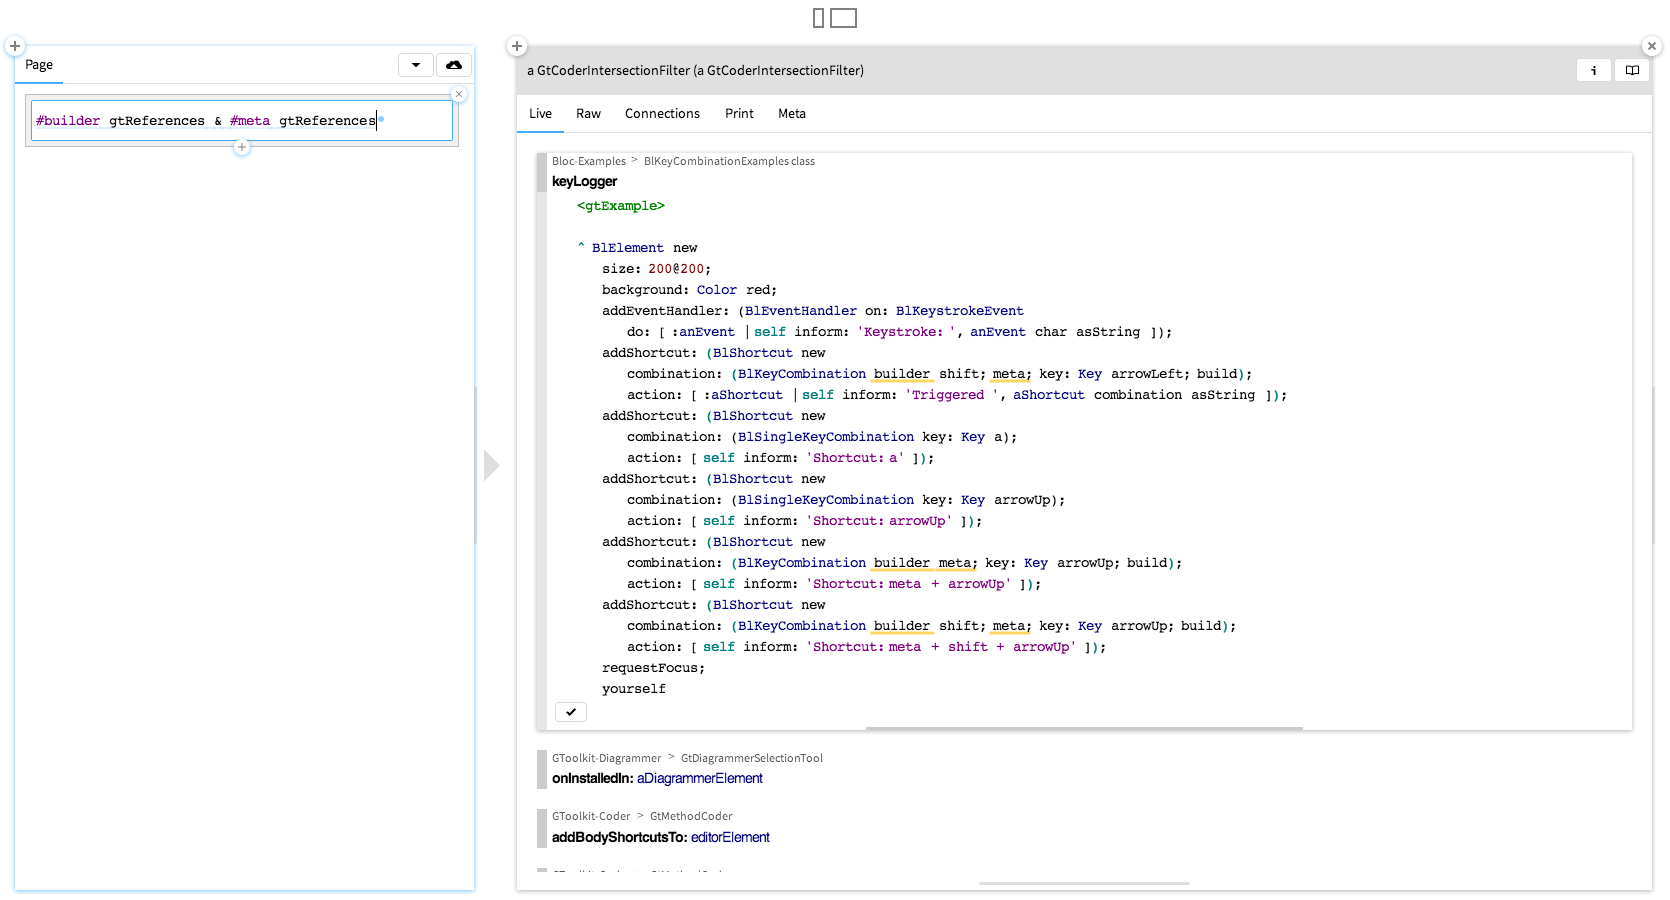 Page
#builder gtReferences & #meta gtReferences
a GtCoderIntersectionFilter (a GtCoderIntersectionFilter)
i
Live Raw Connections Print Meta
Bloc-Examples > BlKeyCombinationExamples class
keyLogger
<gtExample>
^ BlElement new
size: 200@200;
background: Color red;
addEventHandler: (BlEventHandler on: BlKeystrokeEvent
do: [ :anEvent | self inform: 'Keystroke: ', anEvent char asString ]);
addShortcut: (BlShortcut new
combination: (BlKeyCombination builder shift; meta; key: Key arrowLeft; build);
action: [ :aShortcut | self inform: 'Triggered ', aShortcut combination asString ]);
addShortcut: (BlShortcut new
combination: (BlSingleKeyCombination key: Key a);
action: [ self inform: 'Shortcut: a' ]);
addShortcut: (BlShortcut new
combination: (BlSingleKeyCombination key: Key arrowUp);
action: [ self inform: 'Shortcut: arrowUp' ]);
addShortcut: (BlShortcut new
combination: (BlKeyCombination builder meta; key: Key arrowUp; build);
action: [ self inform: 'Shortcut: meta + arrowUp' ]);
addShortcut: (BlShortcut new
combination: (BlKeyCombination builder shift; meta; key: Key arrowUp; build);
action: [ self inform: 'Shortcut: meta + shift + arrowUp' ]);
requestFocus;
yourself
GToolkit-Diagrammer > GtDiagrammerSelectionTool
onInstalledIn: aDiagrammerElement
GToolkit-Coder > GtMethodCoder
addBodyShortcutsTo: editorElement